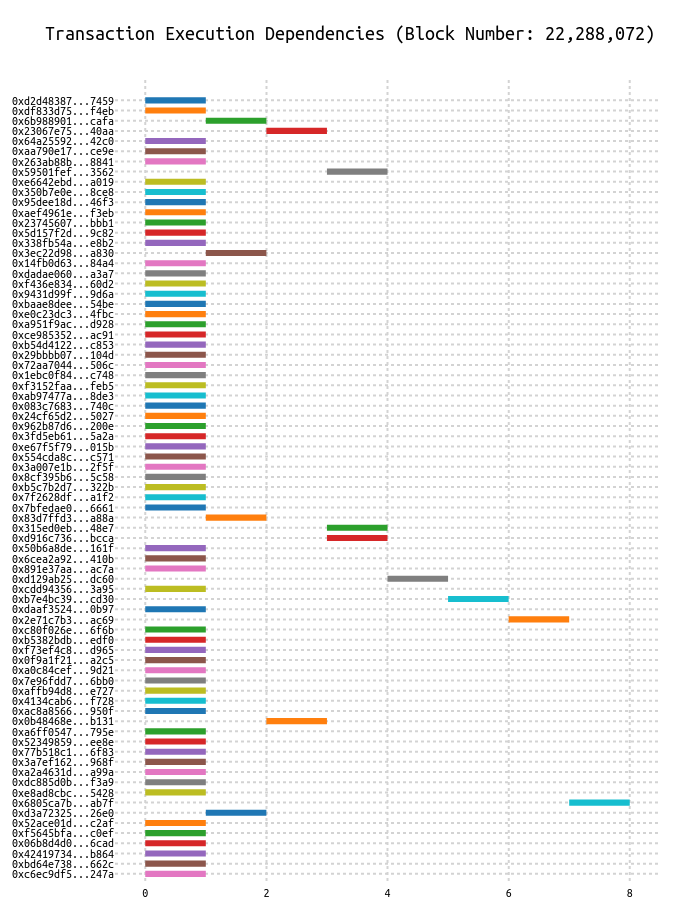 Transaction Execution Dependencies (Block Number: 22,288,072)
0xd2d48387...7459
0xdf833d75...f4eb
0x6b988901...cafa
0x23067e75...40aa
0x64a25592...42c0
0xaa790e17...ce9e
0x263ab88b...8841
0x59501fef...3562
0xe6642ebd...a019
0x350b7e0e...8ce8
0x95dee18d...46f3
0xaef4961e...f3eb
0x23745607...bbb1
0x5d157f2d...9c82
0x338fb54a...e8b2
0x3ec22d98...a830
0x14fb0d63...84a4
0xdadae060...a3a7
0xf436e834...60d2
0x9431d99f...9d6a
0xbaae8dee...54be
0xe0c23dc3...4fbc
0xa951f9ac...d928
0xce985352...ac91
0xb54d4122...c853
0x29bbbb07...104d
0x72aa7044...506c
0x1ebc0f84...c748
0xf3152faa...feb5
0xab97477a...8de3
0x083c7683...740c
0x24cf65d2...5027
0x962b87d6...200e
0x3fd5eb61...5a2a
0xe67f5f79...015b
0x554cda8c...c571
0x3a007e1b...2f5f
0x8cf395b6...5c58
0xb5c7b2d7...322b
0x7f2628df...a1f2
0x7bfedae0...6661
0x83d7ffd3...a88a
0x315ed0eb...48e7
0xd916c736...bcca
0x50b6a8de...161f
0x6cea2a92...410b
0x891e37aa...ac7a
0xd129ab25...dc60
0xcdd94356...3a95
0xb7e4bc39...cd30
0xdaaf3524...0b97
0x2e71c7b3...ac69
0xc80f026e...6f6b
0xb5382bdb...edf0
0xf73ef4c8...d965
0x0f9a1f21...a2c5
0xa0c84cef...9d21
0x7e96fdd7...6bb0
0xaffb94d8...e727
0x4134cab6...f728
0xac8a8566...950f
0x0b48468e...b131
0xa6ff0547...795e
0x52349859...ee8e
0x77b518c1...6f83
0x3a7ef162...968f
0xa2a4631d...a99a
0xdc885d0b...f3a9
0xe8ad8cbc...5428
0x6805ca7b...ab7f
0xd3a72325...26e0
0x52ace01d...c2af
0xf5645bfa...c0ef
0x06b8d4d0...6cad
0x42419734...b864
0xbd64e738...662c
0xc6ec9df5...247a
0 2 4 6 8